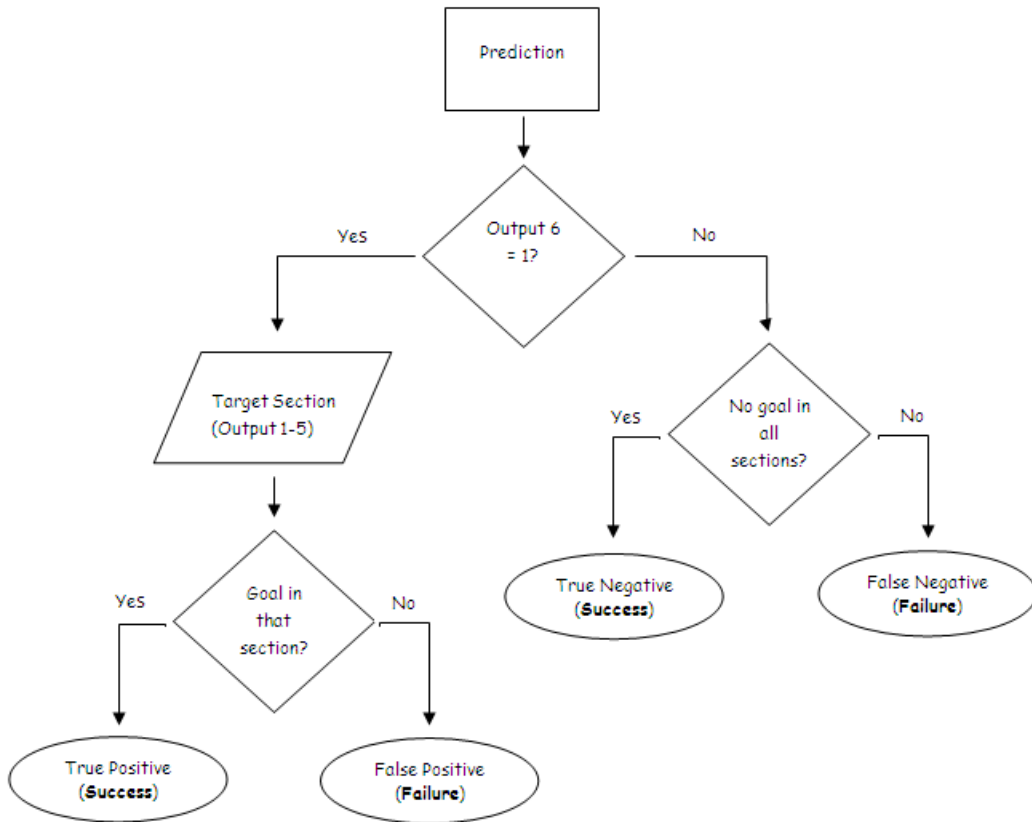 Prediction
Output 6
= 1?
Yes
No
Target Section
(Output 1-5)
No goal in
all
sections?
Yes
No
True Negative
(Success)
False Negative
(Failure)
Goal in
that
section?
Yes
No
True Positive
(Success)
False Positive
(Failure)